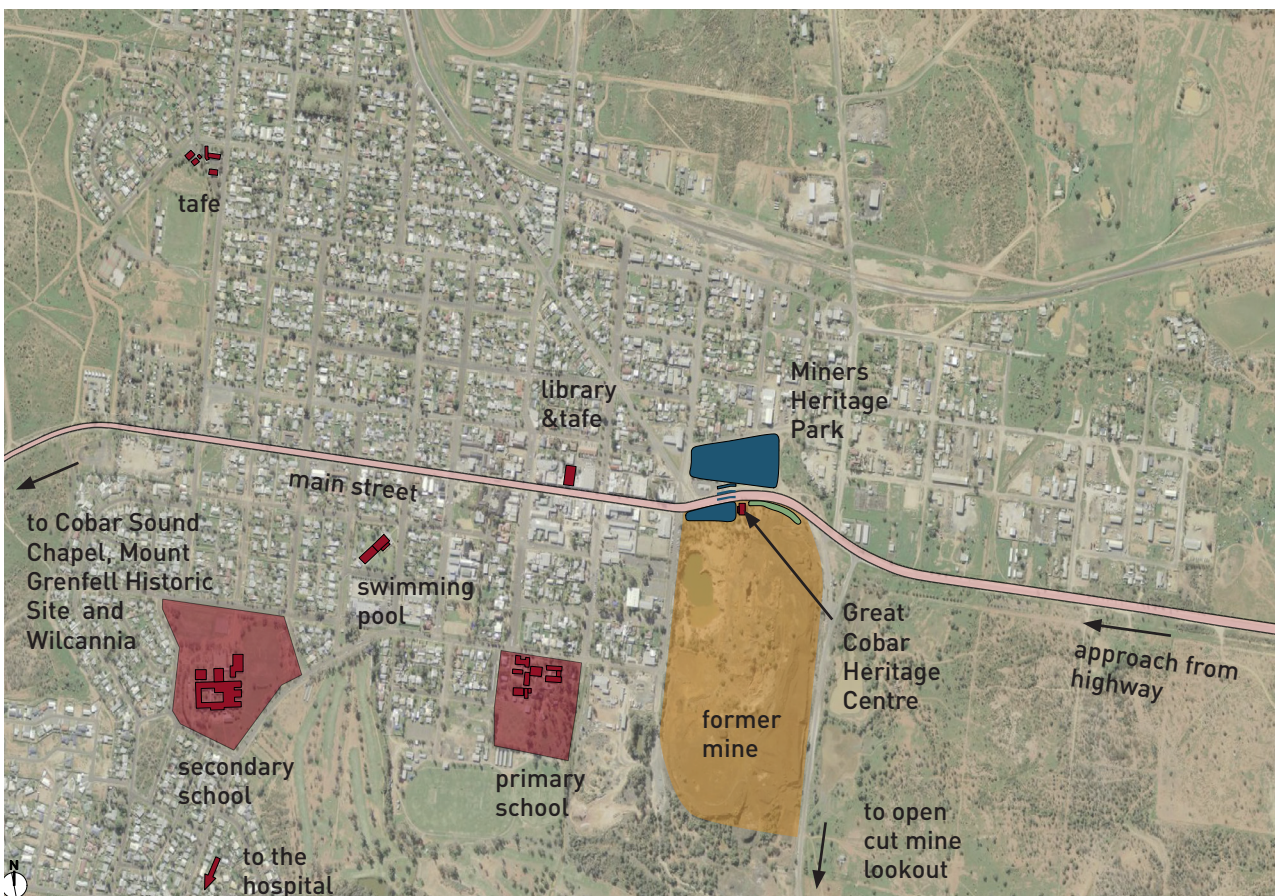 tafe
library
&tafe
Miners
Heritage
Park
main street
to Cobar Sound
Chapel, Mount
Grenfell Historic
Site and
Wilcannia
swimming
pool
Great
Cobar
Heritage
Centre
approach from
highway
former
mine
secondary
school
primary
school
to open
cut mine
lookout
to the
hospital
N